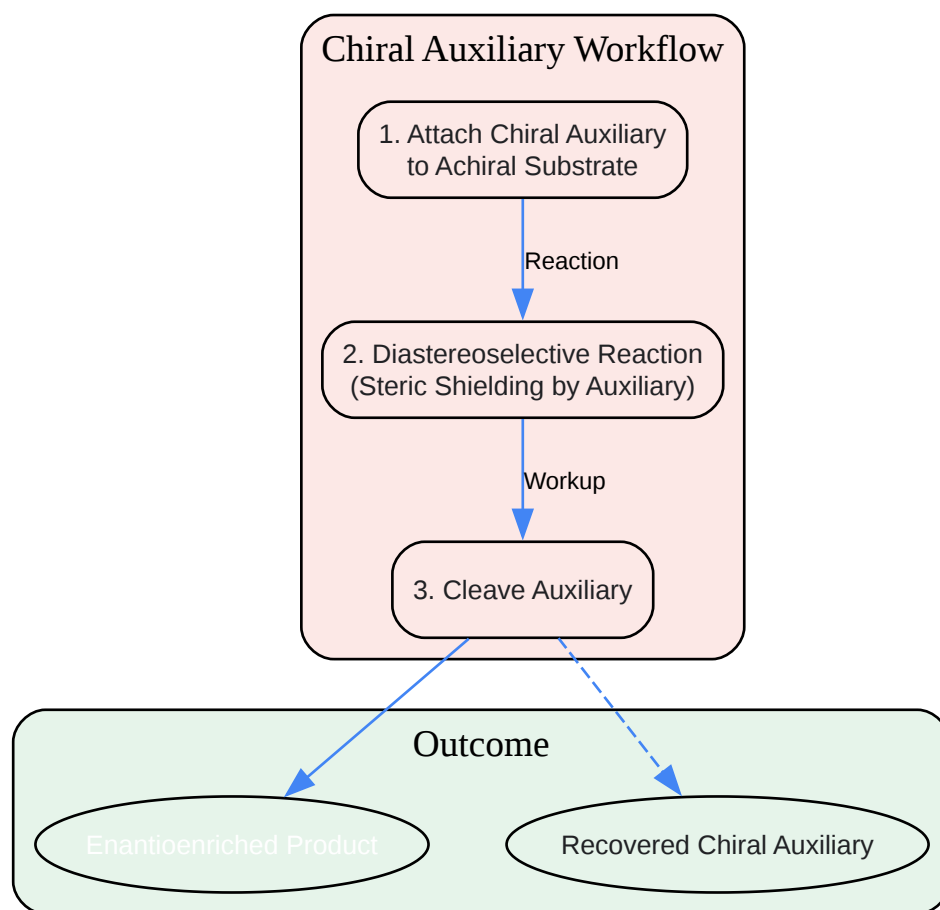 Chiral Auxiliary Workflow
1. Attach Chiral Auxiliary
to Achiral Substrate
Reaction
2. Diastereoselective Reaction
(Steric Shielding by Auxiliary)
Workup
3. Cleave Auxiliary
Outcome
Enantioenriched Product
Recovered Chiral Auxiliary